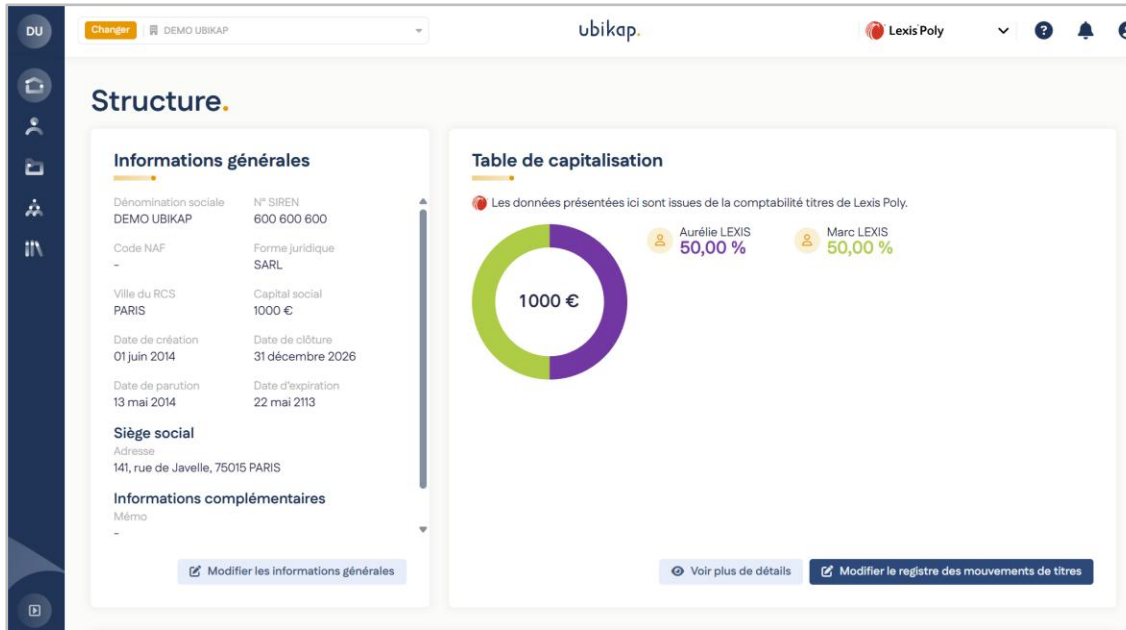 DU
Changer DEMO UBIKAP
ubikap.
Lexis Poly
?
Structure.
Informations générales
Dénomination sociale N° SIREN
DEMO UBIKAP 600 600 600
Code NAF Forme juridique
- SARL
Ville du RCS Capital social
PARIS 1000 €
Date de création Date de clôture
01 juin 2014 31 décembre 2026
Date de parution Date d'expiration
13 mai 2014 22 mai 2113
Siège social
Adresse
141, rue de Javelle, 75015 PARIS
Informations complémentaires
Mémo
-
Modifier les informations générales
Table de capitalisation
Les données présentées ici sont issues de la comptabilité titres de Lexis Poly.
Aurélie LEXIS
50,00 %
Marc LEXIS
50,00 %
1000 €
Voir plus de détails
Modifier le registre des mouvements de titres